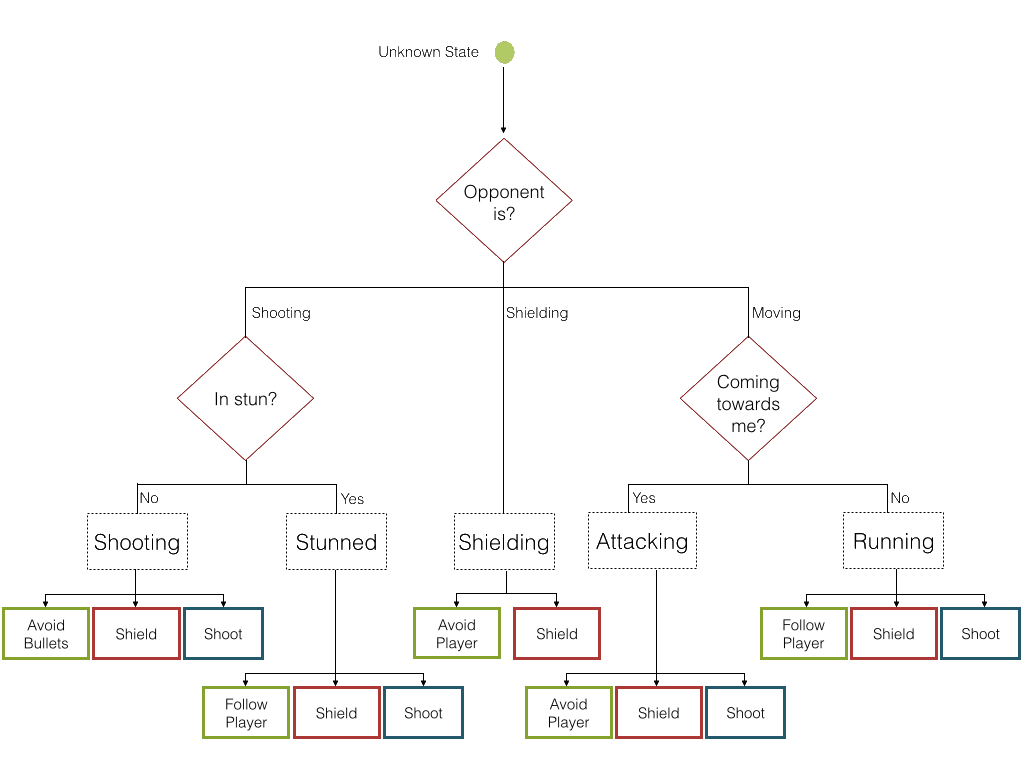 Unknown State
Opponent
is?
Shooting
Shielding
Moving
In stun?
Coming
towards
me?
No
Yes
Yes
No
Shooting
Stunned
Shielding
Attacking
Running
Avoid
Bullets
Shield
Shoot
Avoid
Player
Shield
Follow
Player
Shield
Shoot
Follow
Player
Shield
Shoot
Avoid
Player
Shield
Shoot